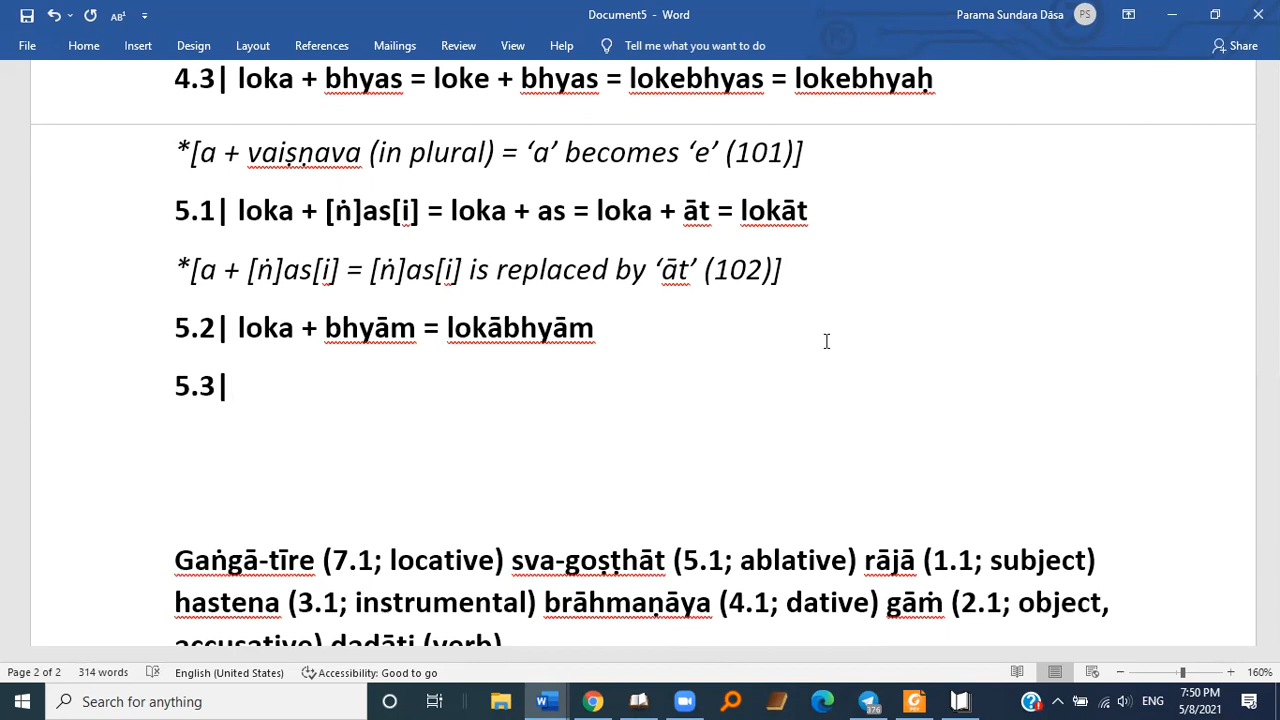 Document5 - Word
Parama Sundara Dāsa PS
File Home Insert Design Layout References Mailings Review View Help Tell me what you want to do Share
4.3| loka + bhyas = loke + bhyas = lokebhyas = lokebhyaḥ
*[a + vaiṣṇava (in plural) = ‘a’ becomes ‘e’ (101)]
5.1| loka + [ṅ]as[i] = loka + as = loka + āt = lokāt
*[a + [ṅ]as[i] = [ṅ]as[i] is replaced by ‘āt’ (102)]
5.2| loka + bhyām = lokābhyām
5.3|
Gaṅgā-tīre (7.1; locative) sva-goṣṭhāt (5.1; ablative) rājā (1.1; subject)
hastena (3.1; instrumental) brāhmaṇāya (4.1; dative) gāṁ (2.1; object,
accusative) dadāti (verb)
Page 2 of 2 314 words English (United States) Accessibility: Good to go 160%
Search for anything 376 ENG 7:50 PM
5/8/2021